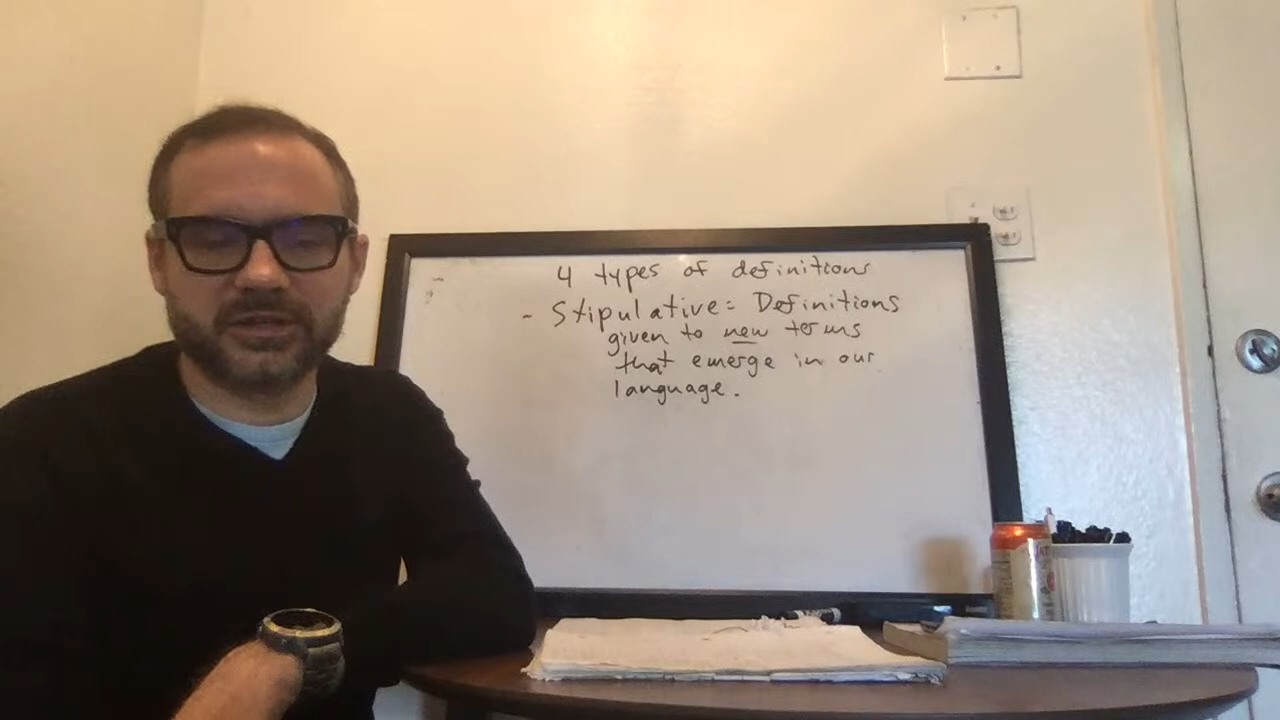 4 types of definitions
- Stipulative: Definitions
given to new terms
that emerge in our
language.